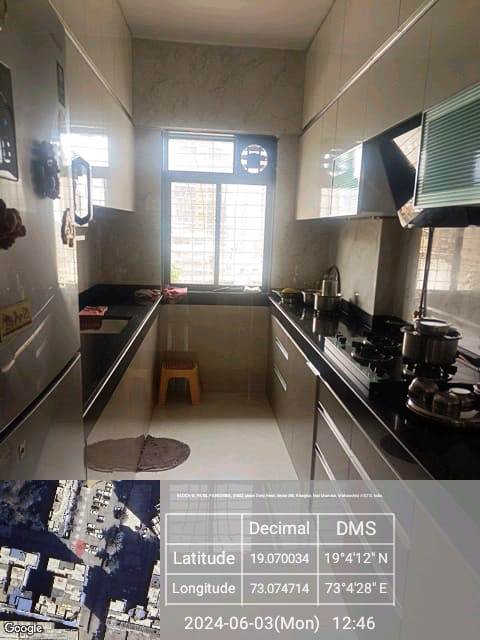 Decimal DMS
Latitude 19.070034 19°4'12" N
Longitude 73.074714 73°4'28" E
2024-06-03(Mon) 12:46
Google